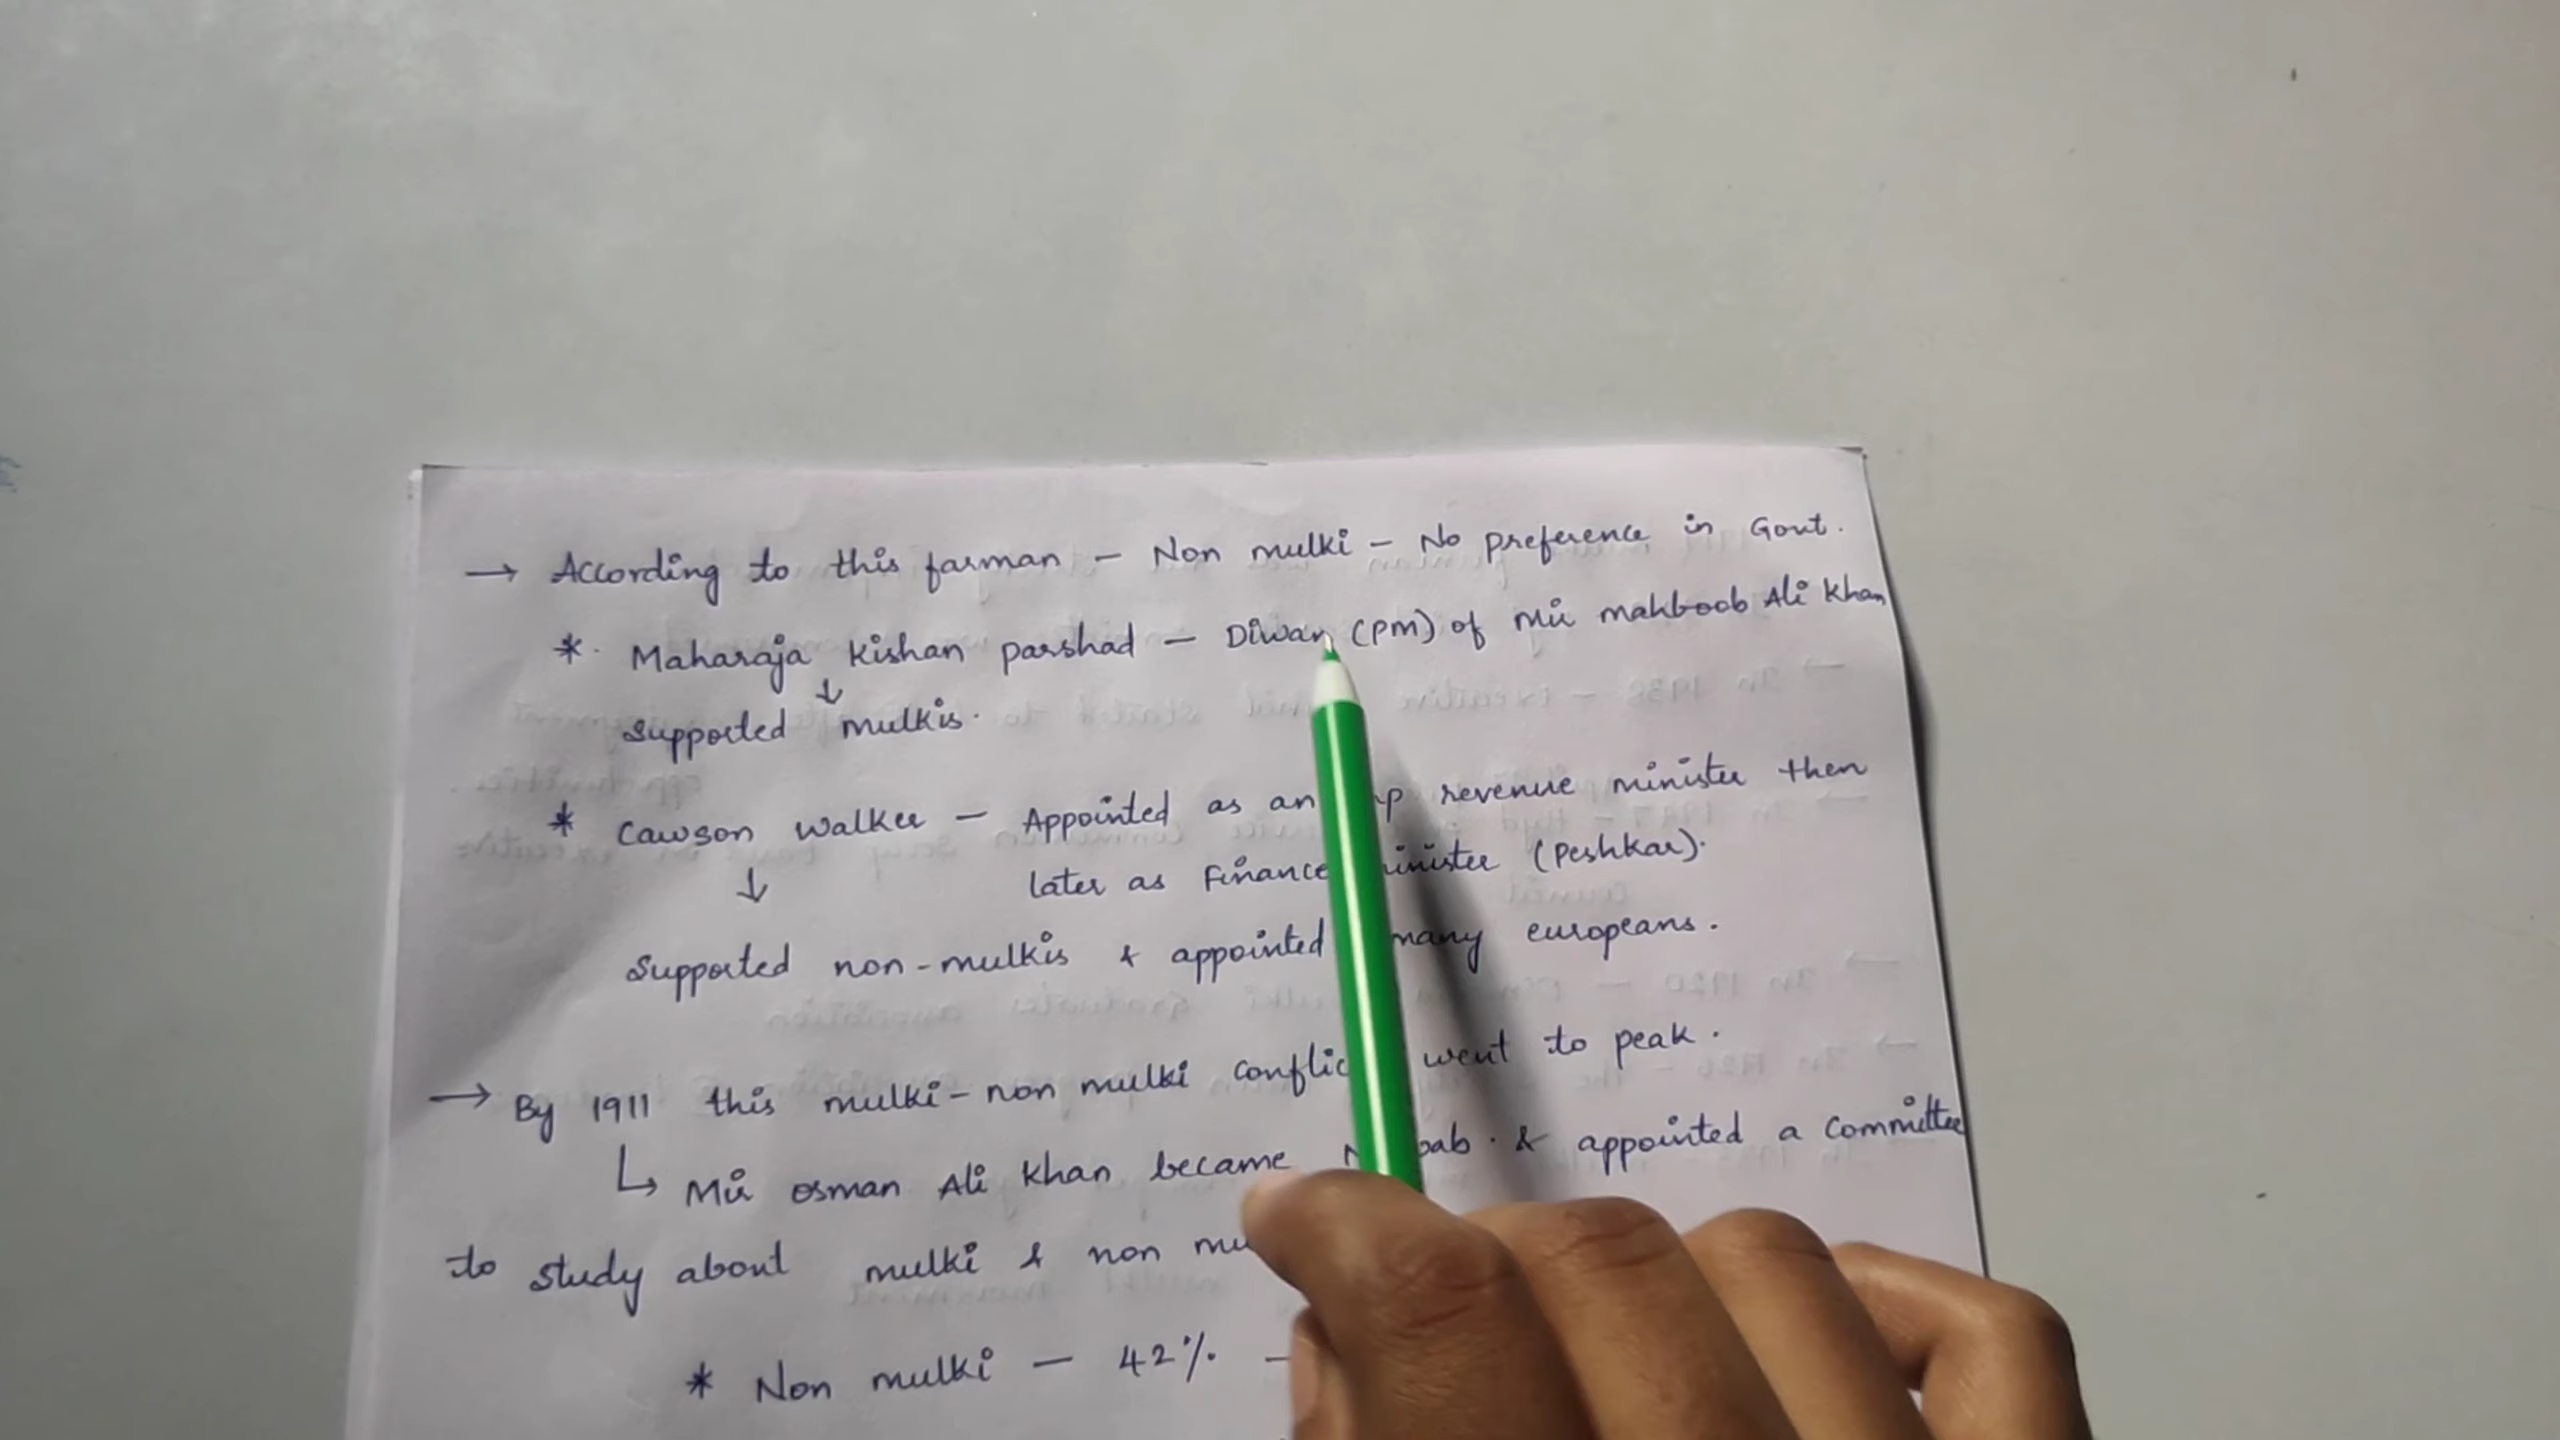 → According to this farman - Non mulki - No preference in Govt.
* Maharaja Kishan parshad - Diwan (PM) of Mir mahboob Ali Khan
↓
Supported mulkis.
* Cawson Walker - Appointed as an revenue minister then
↓ later as Finance minister (Peshkar).
Supported non-mulkis & appointed many europeans.
→ By 1911 this mulki-non mulki conflic went to peak.
↳ Mir osman Ali Khan became & appointed a Committee
to study about mulki & non
* Non mulki - 42% -